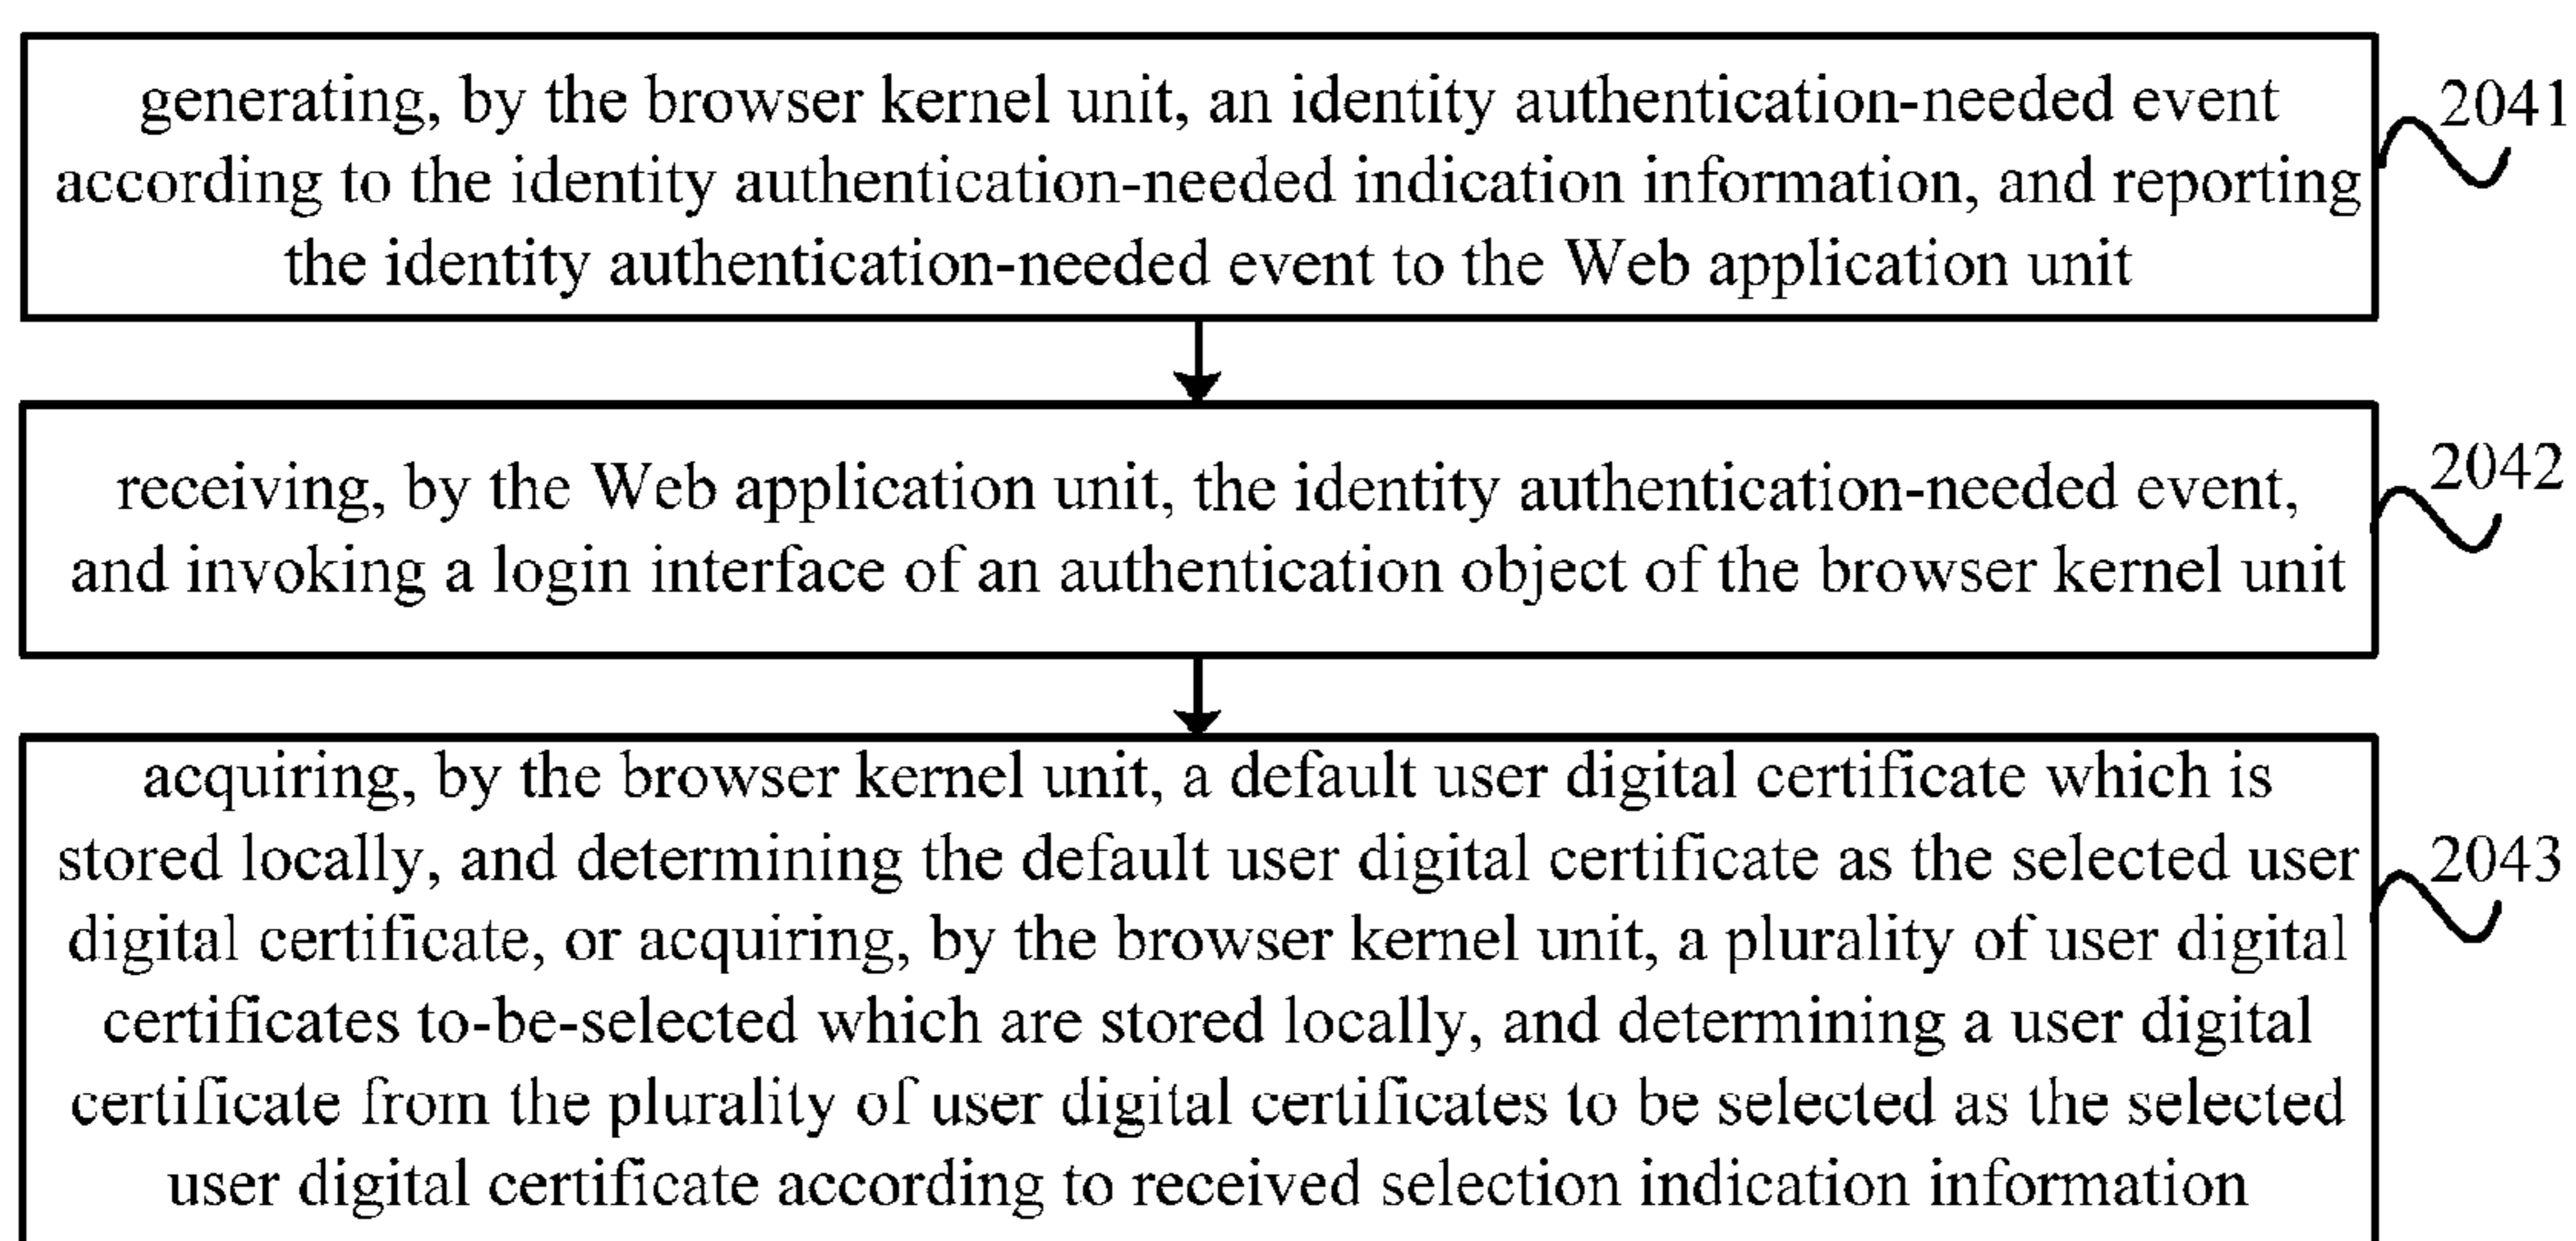 generating, by the browser kernel unit, an identity authentication-needed event
according to the identity authentication-needed indication information, and reporting
the identity authentication-needed event to the Web application unit
2041
receiving, by the Web application unit, the identity authentication-needed event,
and invoking a login interface of an authentication object of the browser kernel unit
2042
acquiring, by the browser kernel unit, a default user digital certificate which is
stored locally, and determining the default user digital certificate as the selected user
digital certificate, or acquiring, by the browser kernel unit, a plurality of user digital
certificates to-be-selected which are stored locally, and determining a user digital
certificate from the plurality of user digital certificates to be selected as the selected
user digital certificate according to received selection indication information
2043